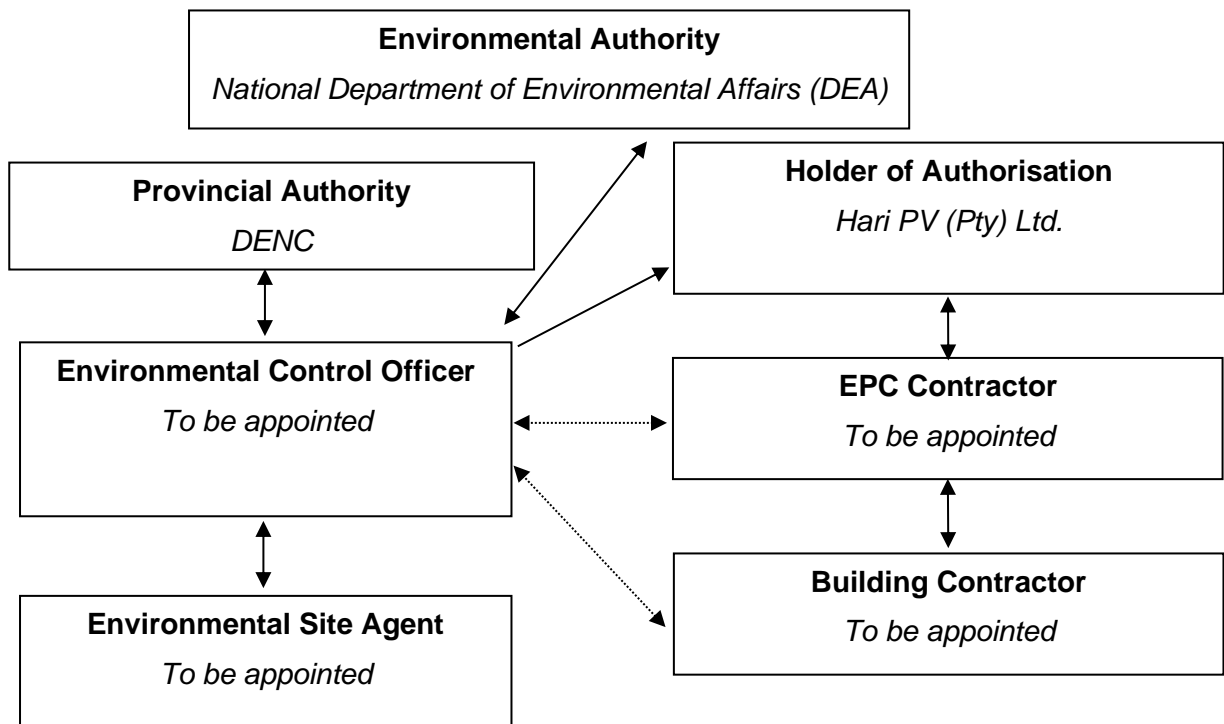 Environmental Authority
National Department of Environmental Affairs (DEA)
Provincial Authority
DENC
Holder of Authorisation
Hari PV (Pty) Ltd.
Environmental Control Officer
To be appointed
EPC Contractor
To be appointed
Environmental Site Agent
To be appointed
Building Contractor
To be appointed